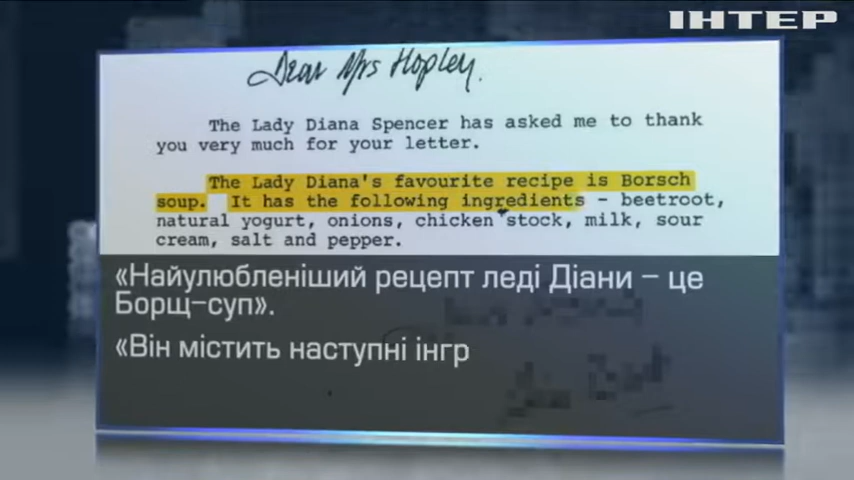 ІНТЕР
Dear Mrs Hopley.
The Lady Diana Spencer has asked me to thank
you very much for your letter.
The Lady Diana's favourite recipe is Borsch
soup. It has the following ingredients - beetroot,
natural yogurt, onions, chicken stock, milk, sour
cream, salt and pepper.
«Найулюбленіший рецепт леді Діани – це
Борщ-суп».
«Він містить наступні інгр